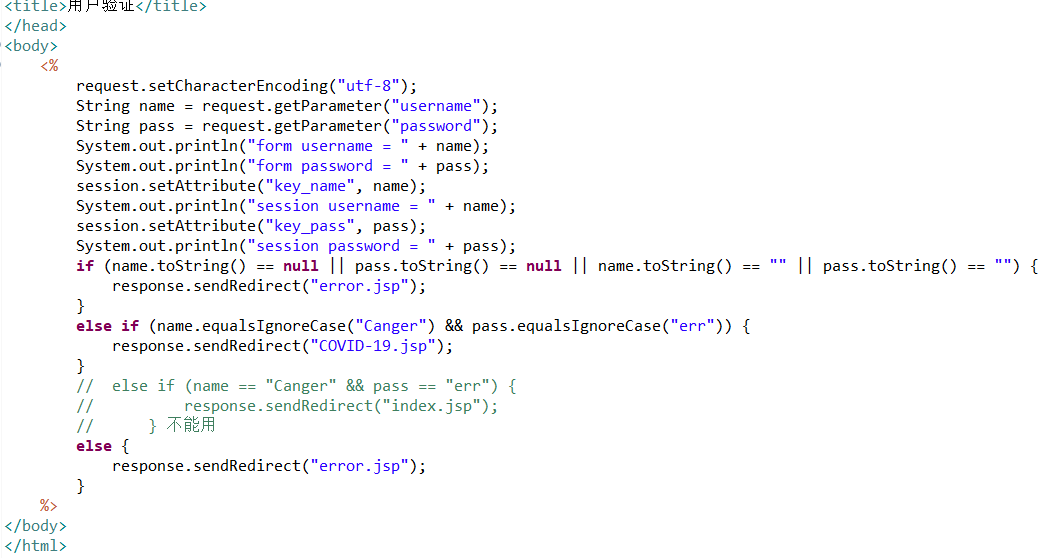 <title>用户验证</title>
</head>
<body>
<%
request.setCharacterEncoding("utf-8");
String name = request.getParameter("username");
String pass = request.getParameter("password");
System.out.println("form username = " + name);
System.out.println("form password = " + pass);
session.setAttribute("key_name", name);
System.out.println("session username = " + name);
session.setAttribute("key_pass", pass);
System.out.println("session password = " + pass);
if (name.toString() == null || pass.toString() == null || name.toString() == "" || pass.toString() == "") {
response.sendRedirect("error.jsp");
}
else if (name.equalsIgnoreCase("Canger") && pass.equalsIgnoreCase("err")) {
response.sendRedirect("COVID-19.jsp");
}
// else if (name == "Canger" && pass == "err") {
// response.sendRedirect("index.jsp");
// } 不能用
else {
response.sendRedirect("error.jsp");
}
%>
</body>
</html>